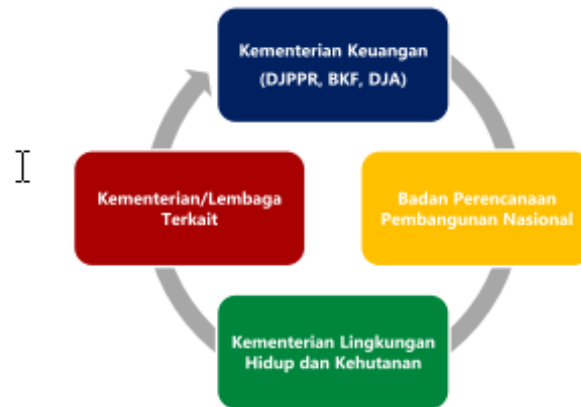 Kementerian Keuangan
(DJPPR, BKF, DJA)
Kementerian/Lembaga
Terkait
Badan Perencanaan
Pembangunan Nasional
Kementerian Lingkungan
Hidup dan Kehutanan